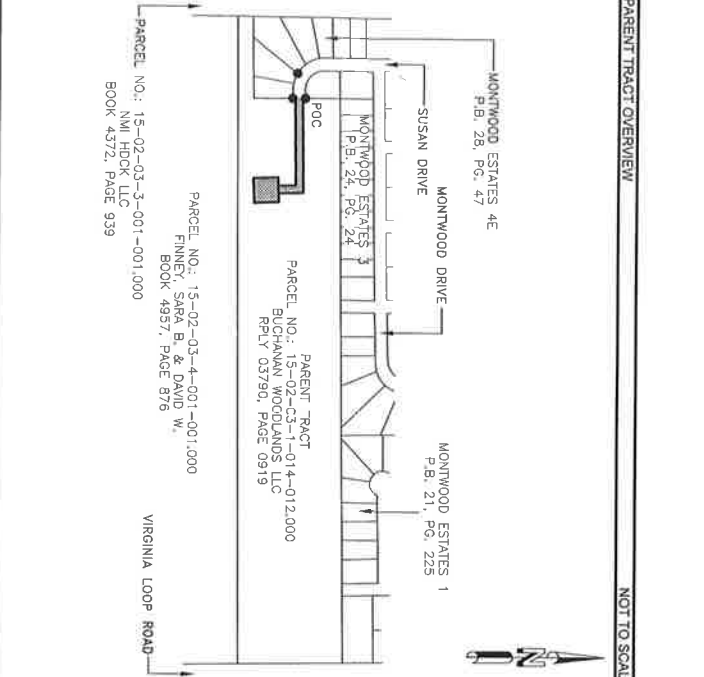 PARENT TRACT OVERVIEW
NOT TO SCAL
MONTWOOD ESTATES 4E
P.B. 28, PG. 47
SUSAN DRIVE
MONTWOOD DRIVE
MONTWOOD ESTATES 1
P.B. 21, PG. 225
MONTWOOD ESTATES 3
P.B. 24, PG. 24
POC
PARENT TRACT
PARCEL NO.: 15-02-03-1-014-012.000
BUCHANAN WOODLANDS LLC
RPLY 03790, PAGE 0919
PARCEL NO.: 15-02-03-4-001-001.000
FINNEY, SARA B. & DAVID W.
BOOK 4957, PAGE 876
PARCEL NO.: 15-02-03-3-001-001.000
NMI HDCK LLC
BOOK 4372, PAGE 939
VIRGINIA LOOP ROAD
N